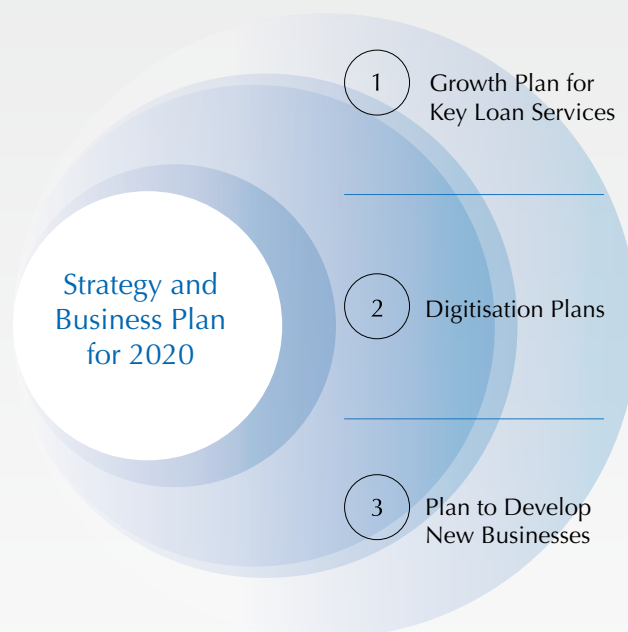 Strategy and
Business Plan
for 2020
1
Growth Plan for
Key Loan Services
2
Digitisation Plans
3
Plan to Develop
New Businesses